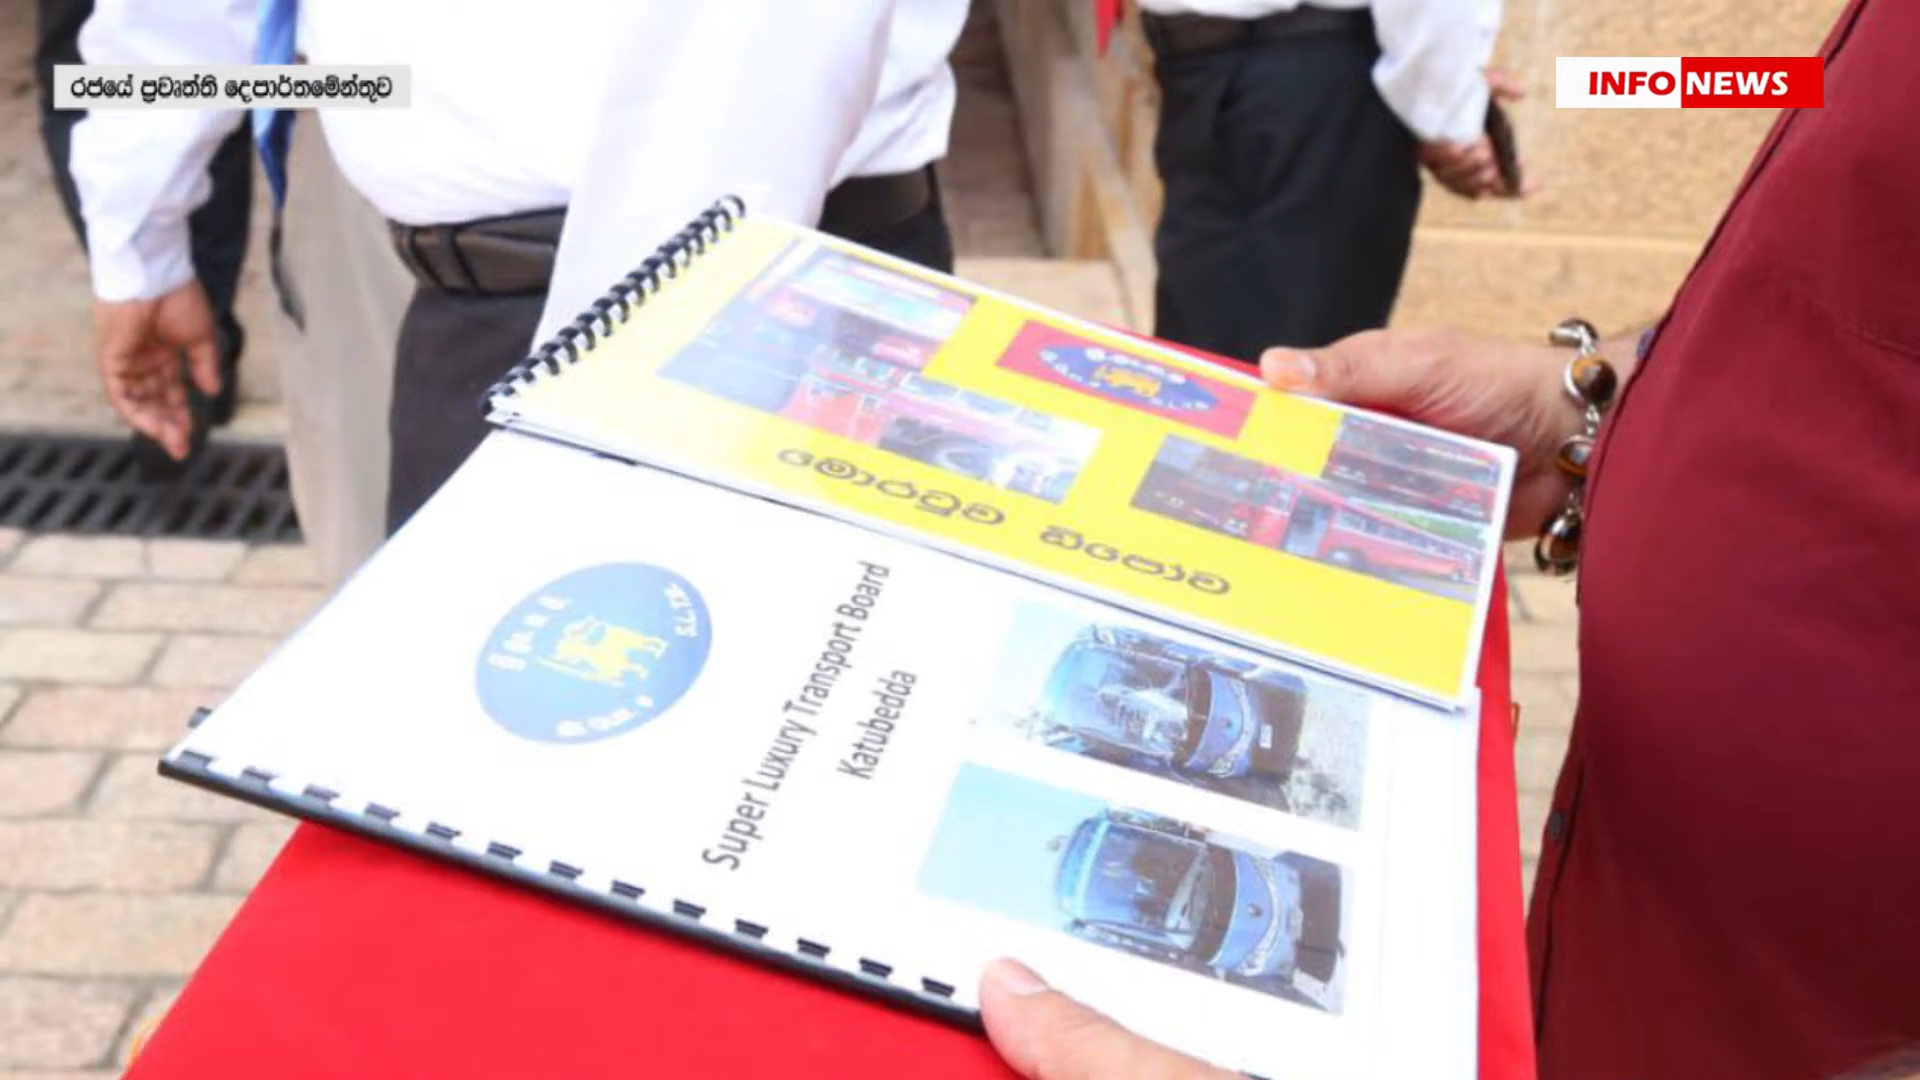 රජයේ ප්‍රවෘත්ති දෙපාර්තමේන්තුව
INFO NEWS
මොරටුව ඩිපෝව
Super Luxury Transport Board
Katubedda
S.L.T.B.